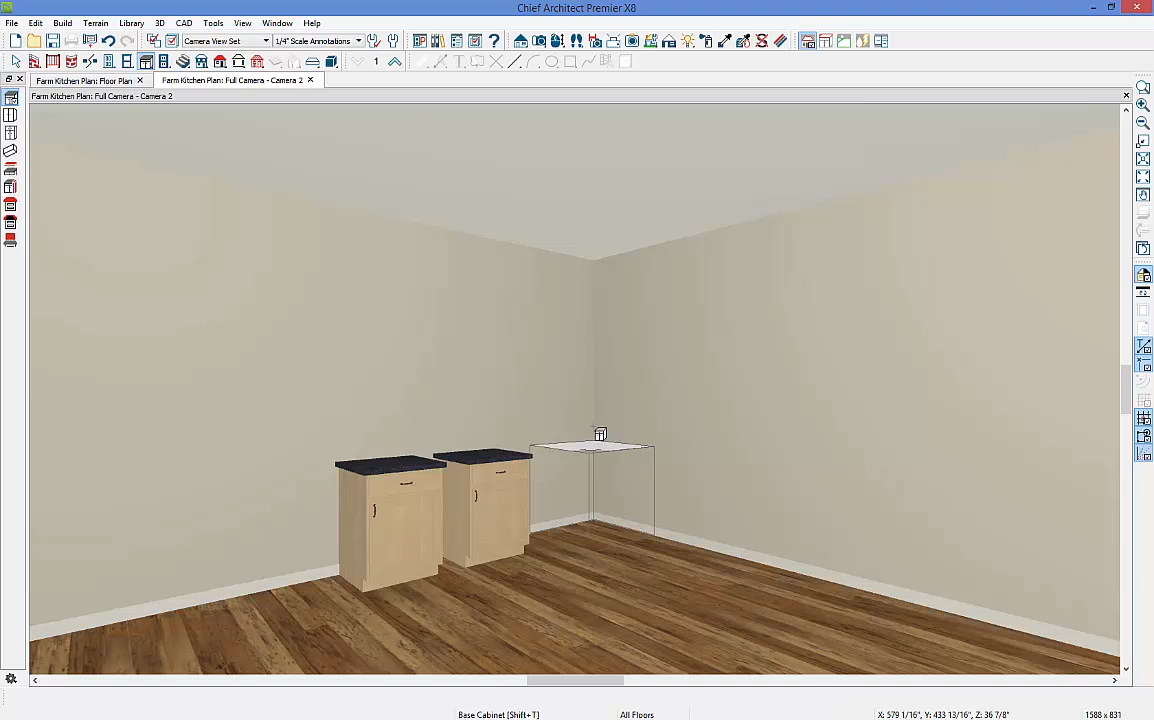 Chief Architect Premier X8
File Edit Build Terrain Library 3D CAD Tools View Window Help
Camera View Set 1/4" Scale Annotations
1
Farm Kitchen Plan: Floor Plan Farm Kitchen Plan: Full Camera - Camera 2
Farm Kitchen Plan: Full Camera - Camera 2
Base Cabinet [Shift+T] All Floors X: 579 1/16", Y: 433 13/16", Z: 36 7/8" 1588 x 831